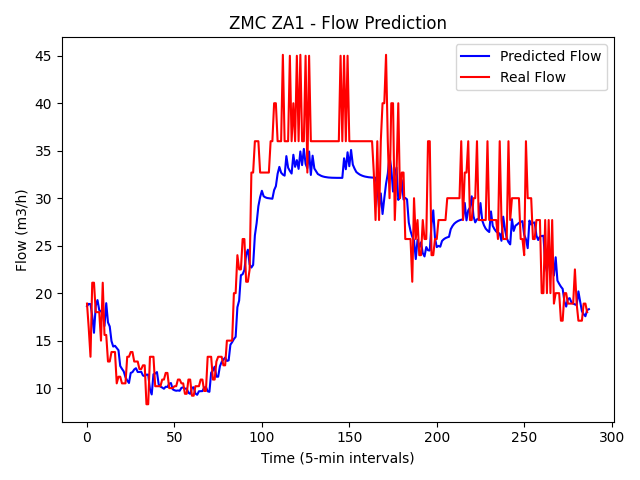 ZMC ZA1 - Flow Prediction
Predicted Flow
Real Flow
45
40
35
30
25
20
15
10
Flow (m3/h)
0 50 100 150 200 250 300
Time (5-min intervals)